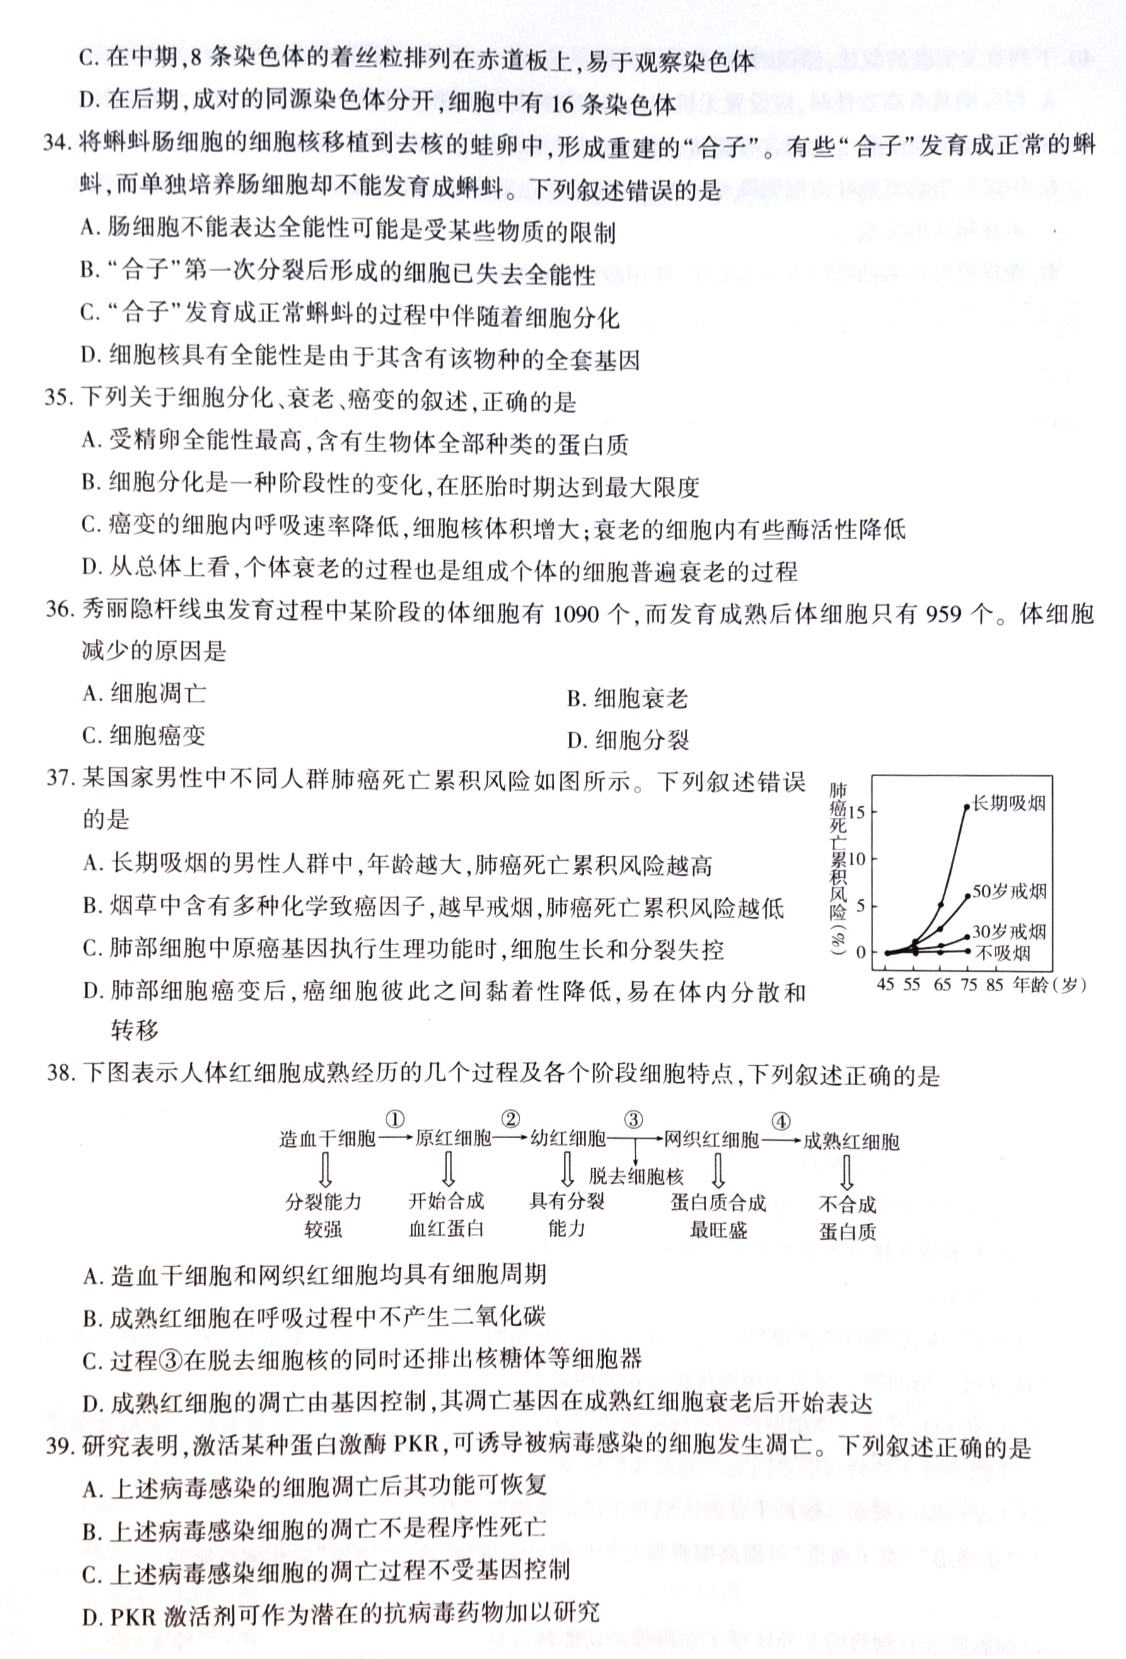 C. 在中期,8 条染色体的着丝粒排列在赤道板上,易于观察染色体
D. 在后期,成对的同源染色体分开,细胞中有 16 条染色体
34. 将蝌蚪肠细胞的细胞核移植到去核的蛙卵中,形成重建的“合子”。有些“合子”发育成正常的蝌
蚪,而单独培养肠细胞却不能发育成蝌蚪。下列叙述错误的是
A. 肠细胞不能表达全能性可能是受某些物质的限制
B. “合子”第一次分裂后形成的细胞已失去全能性
C. “合子”发育成正常蝌蚪的过程中伴随着细胞分化
D. 细胞核具有全能性是由于其含有该物种的全套基因
35. 下列关于细胞分化、衰老、癌变的叙述,正确的是
A. 受精卵全能性最高,含有生物体全部种类的蛋白质
B. 细胞分化是一种阶段性的变化,在胚胎时期达到最大限度
C. 癌变的细胞内呼吸速率降低,细胞核体积增大;衰老的细胞内有些酶活性降低
D. 从总体上看,个体衰老的过程也是组成个体的细胞普遍衰老的过程
36. 秀丽隐杆线虫发育过程中某阶段的体细胞有 1090 个,而发育成熟后体细胞只有 959 个。体细胞
减少的原因是
A. 细胞凋亡
B. 细胞衰老
C. 细胞癌变
D. 细胞分裂
37. 某国家男性中不同人群肺癌死亡累积风险如图所示。下列叙述错误
的是
A. 长期吸烟的男性人群中,年龄越大,肺癌死亡累积风险越高
B. 烟草中含有多种化学致癌因子,越早戒烟,肺癌死亡累积风险越低
C. 肺部细胞中原癌基因执行生理功能时,细胞生长和分裂失控
D. 肺部细胞癌变后,癌细胞彼此之间黏着性降低,易在体内分散和
转移
肺癌死亡累积风险(%)
15
10
5
0
长期吸烟
50岁戒烟
30岁戒烟
不吸烟
45 55 65 75 85 年龄(岁)
38. 下图表示人体红细胞成熟经历的几个过程及各个阶段细胞特点,下列叙述正确的是
① ② ③ ④
造血干细胞 原红细胞 幼红细胞 网织红细胞 成熟红细胞
脱去细胞核
分裂能力 开始合成 具有分裂 蛋白质合成 不合成
较强 血红蛋白 能力 最旺盛 蛋白质
A. 造血干细胞和网织红细胞均具有细胞周期
B. 成熟红细胞在呼吸过程中不产生二氧化碳
C. 过程③在脱去细胞核的同时还排出核糖体等细胞器
D. 成熟红细胞的凋亡由基因控制,其凋亡基因在成熟红细胞衰老后开始表达
39. 研究表明,激活某种蛋白激酶 PKR,可诱导被病毒感染的细胞发生凋亡。下列叙述正确的是
A. 上述病毒感染的细胞凋亡后其功能可恢复
B. 上述病毒感染细胞的凋亡不是程序性死亡
C. 上述病毒感染细胞的凋亡过程不受基因控制
D. PKR 激活剂可作为潜在的抗病毒药物加以研究